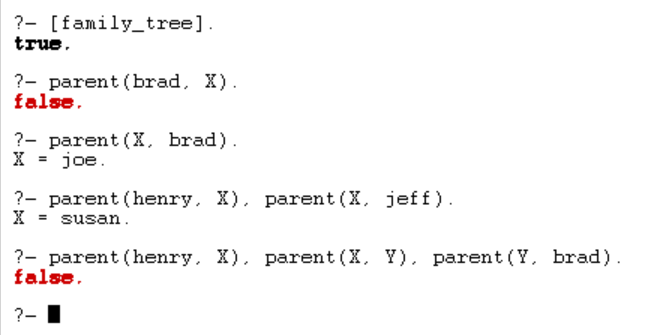 ?- [family_tree].
true.
?- parent(brad, X).
false.
?- parent(X, brad).
X = joe.
?- parent(henry, X), parent(X, jeff).
X = susan.
?- parent(henry, X), parent(X, Y), parent(Y, brad).
false.
?-